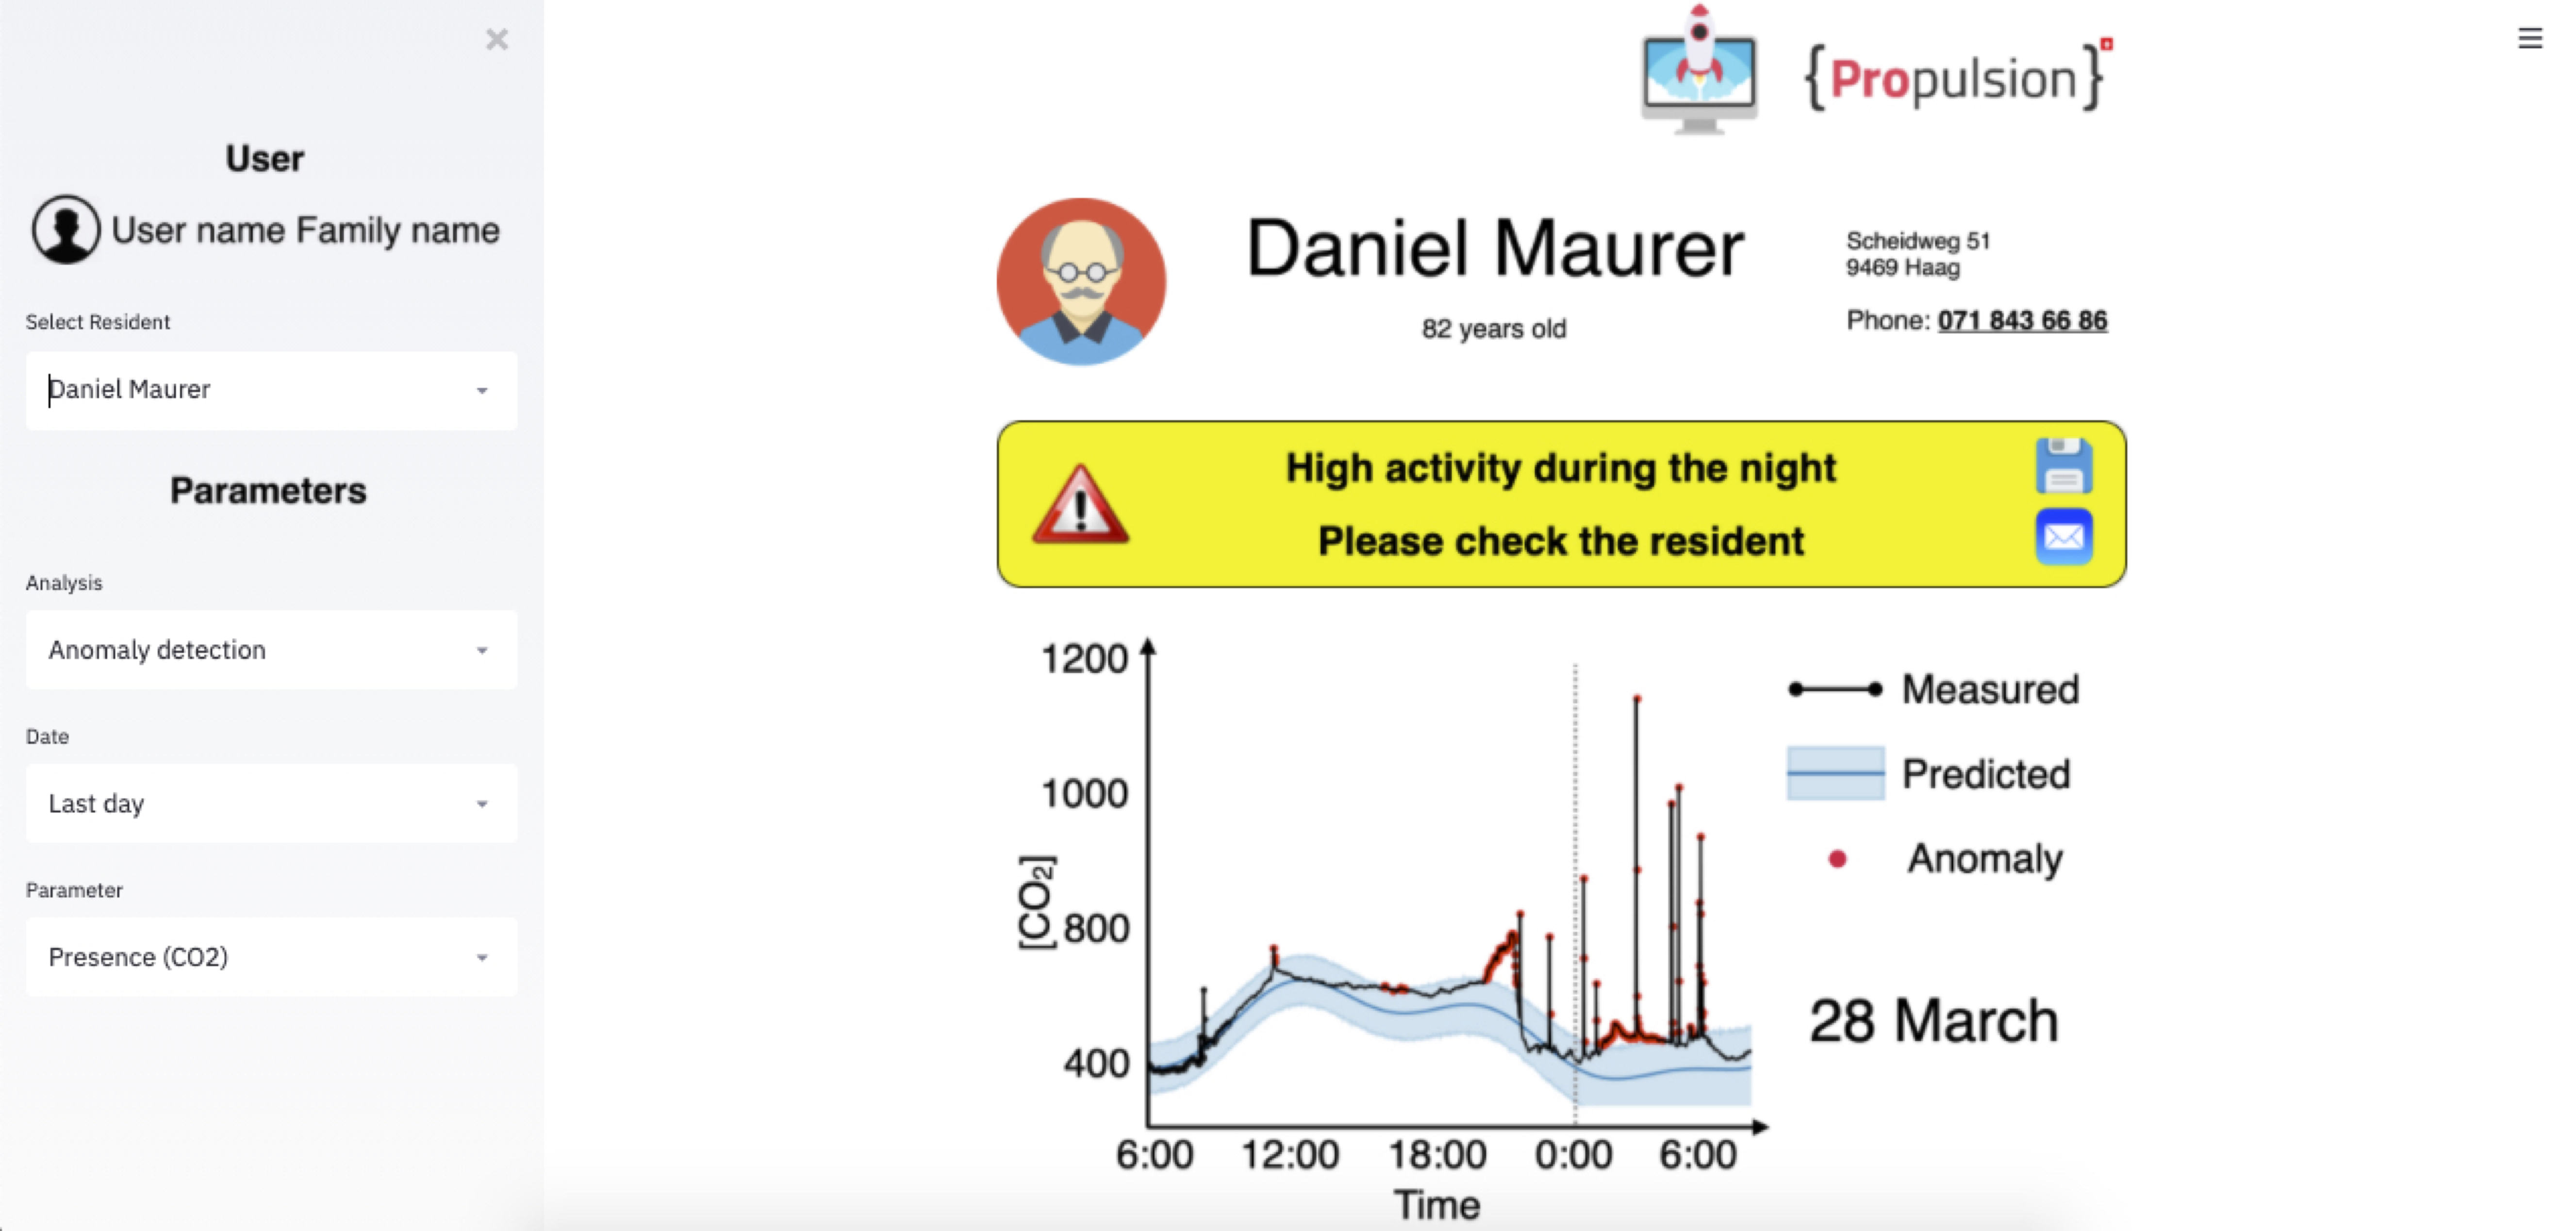 ×
User
User name Family name
Select Resident
Daniel Maurer
Parameters
Analysis
Anomaly detection
Date
Last day
Parameter
Presence (CO2)
{Propulsion}
Daniel Maurer
82 years old
Scheidweg 51
9469 Haag
Phone: 071 843 66 86
High activity during the night
Please check the resident
1200
1000
800
400
[CO₂]
6:00 12:00 18:00 0:00 6:00
Time
Measured
Predicted
Anomaly
28 March